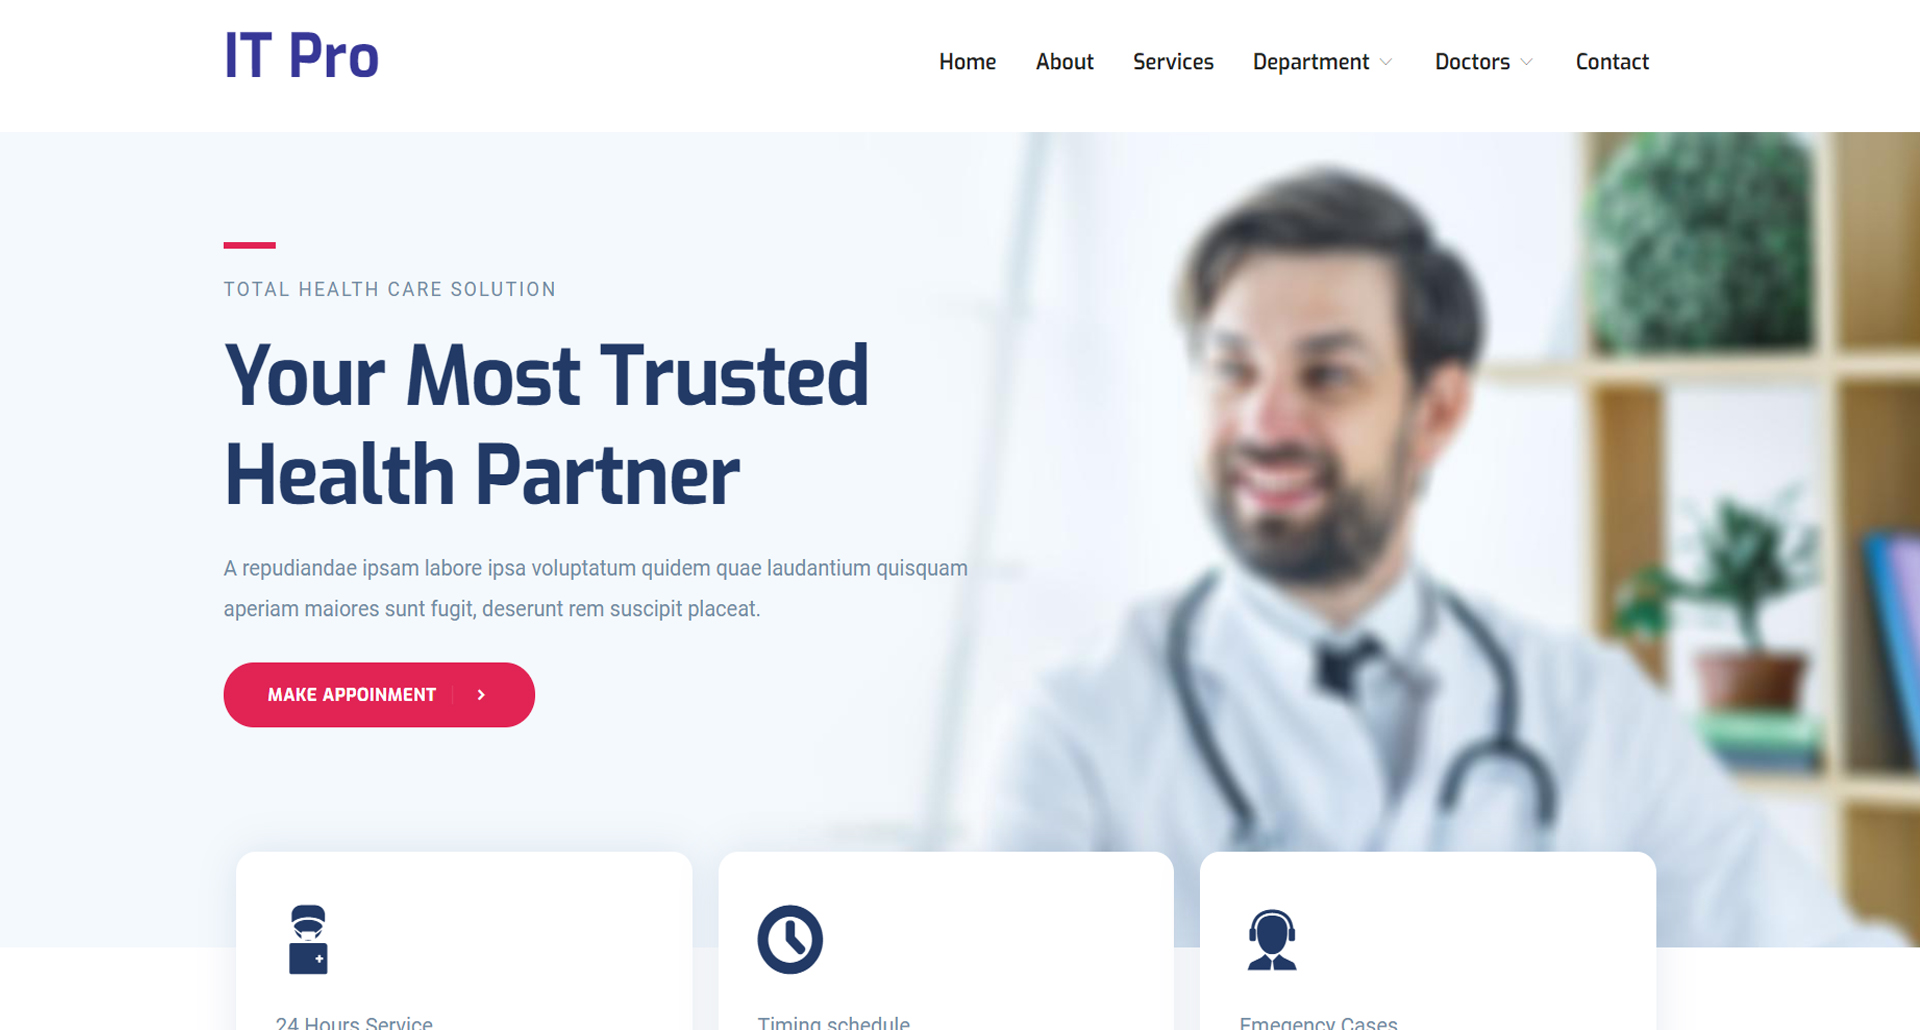 IT Pro
Home About Services Department Doctors Contact
TOTAL HEALTH CARE SOLUTION
Your Most Trusted
Health Partner
A repudiandae ipsam labore ipsa voluptatum quidem quae laudantium quisquam
aperiam maiores sunt fugit, deserunt rem suscipit placeat.
MAKE APPOINMENT
24 Hours Service
Timing schedule
Emegency Cases